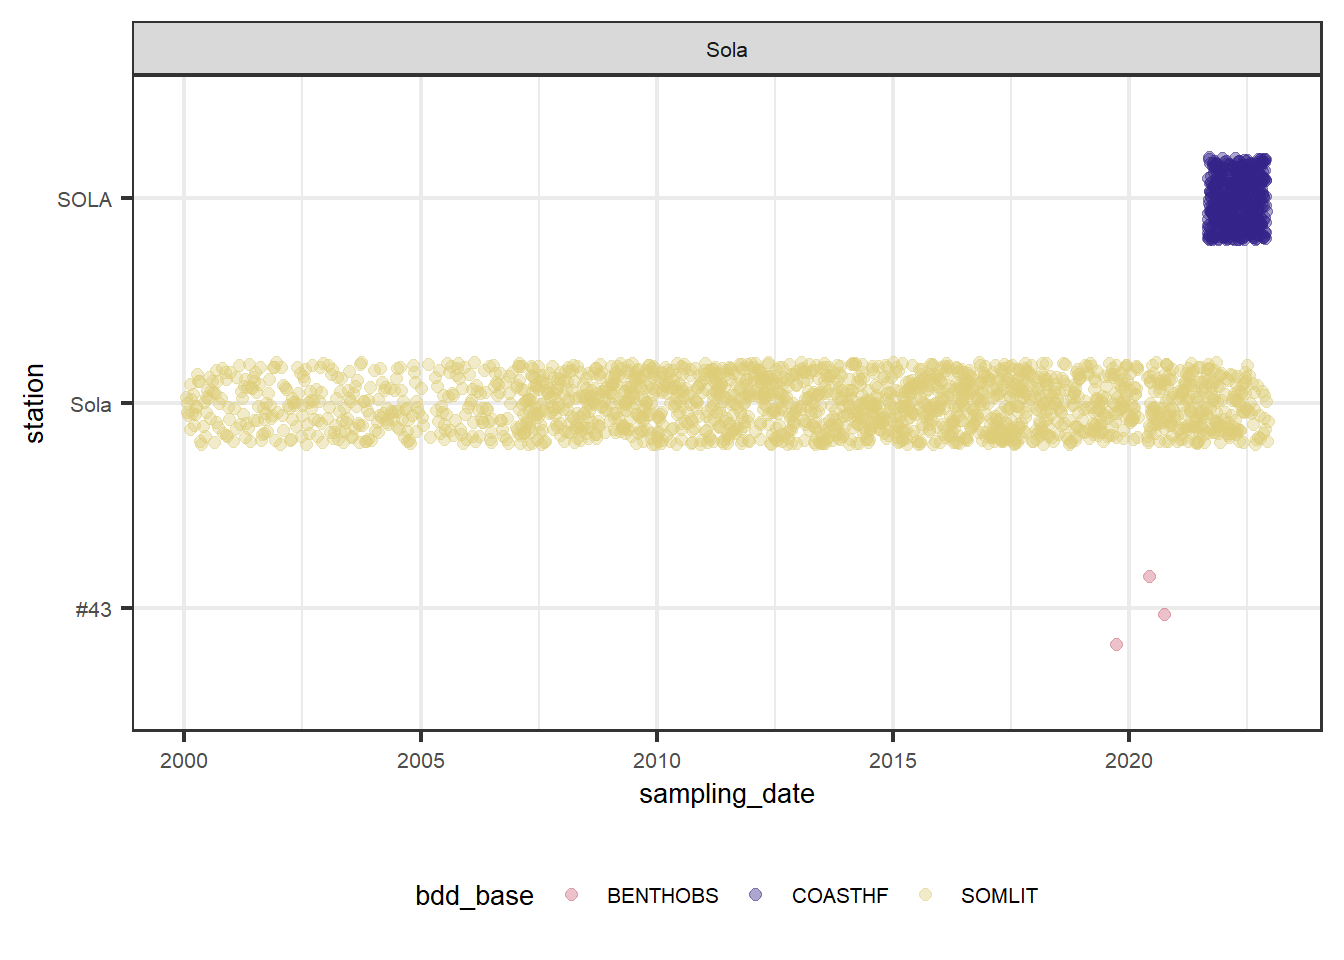 Sola
SOLA
Sola
#43
station
2000 2005 2010 2015 2020
sampling_date
bdd_base BENTHOBS COASTHF SOMLIT